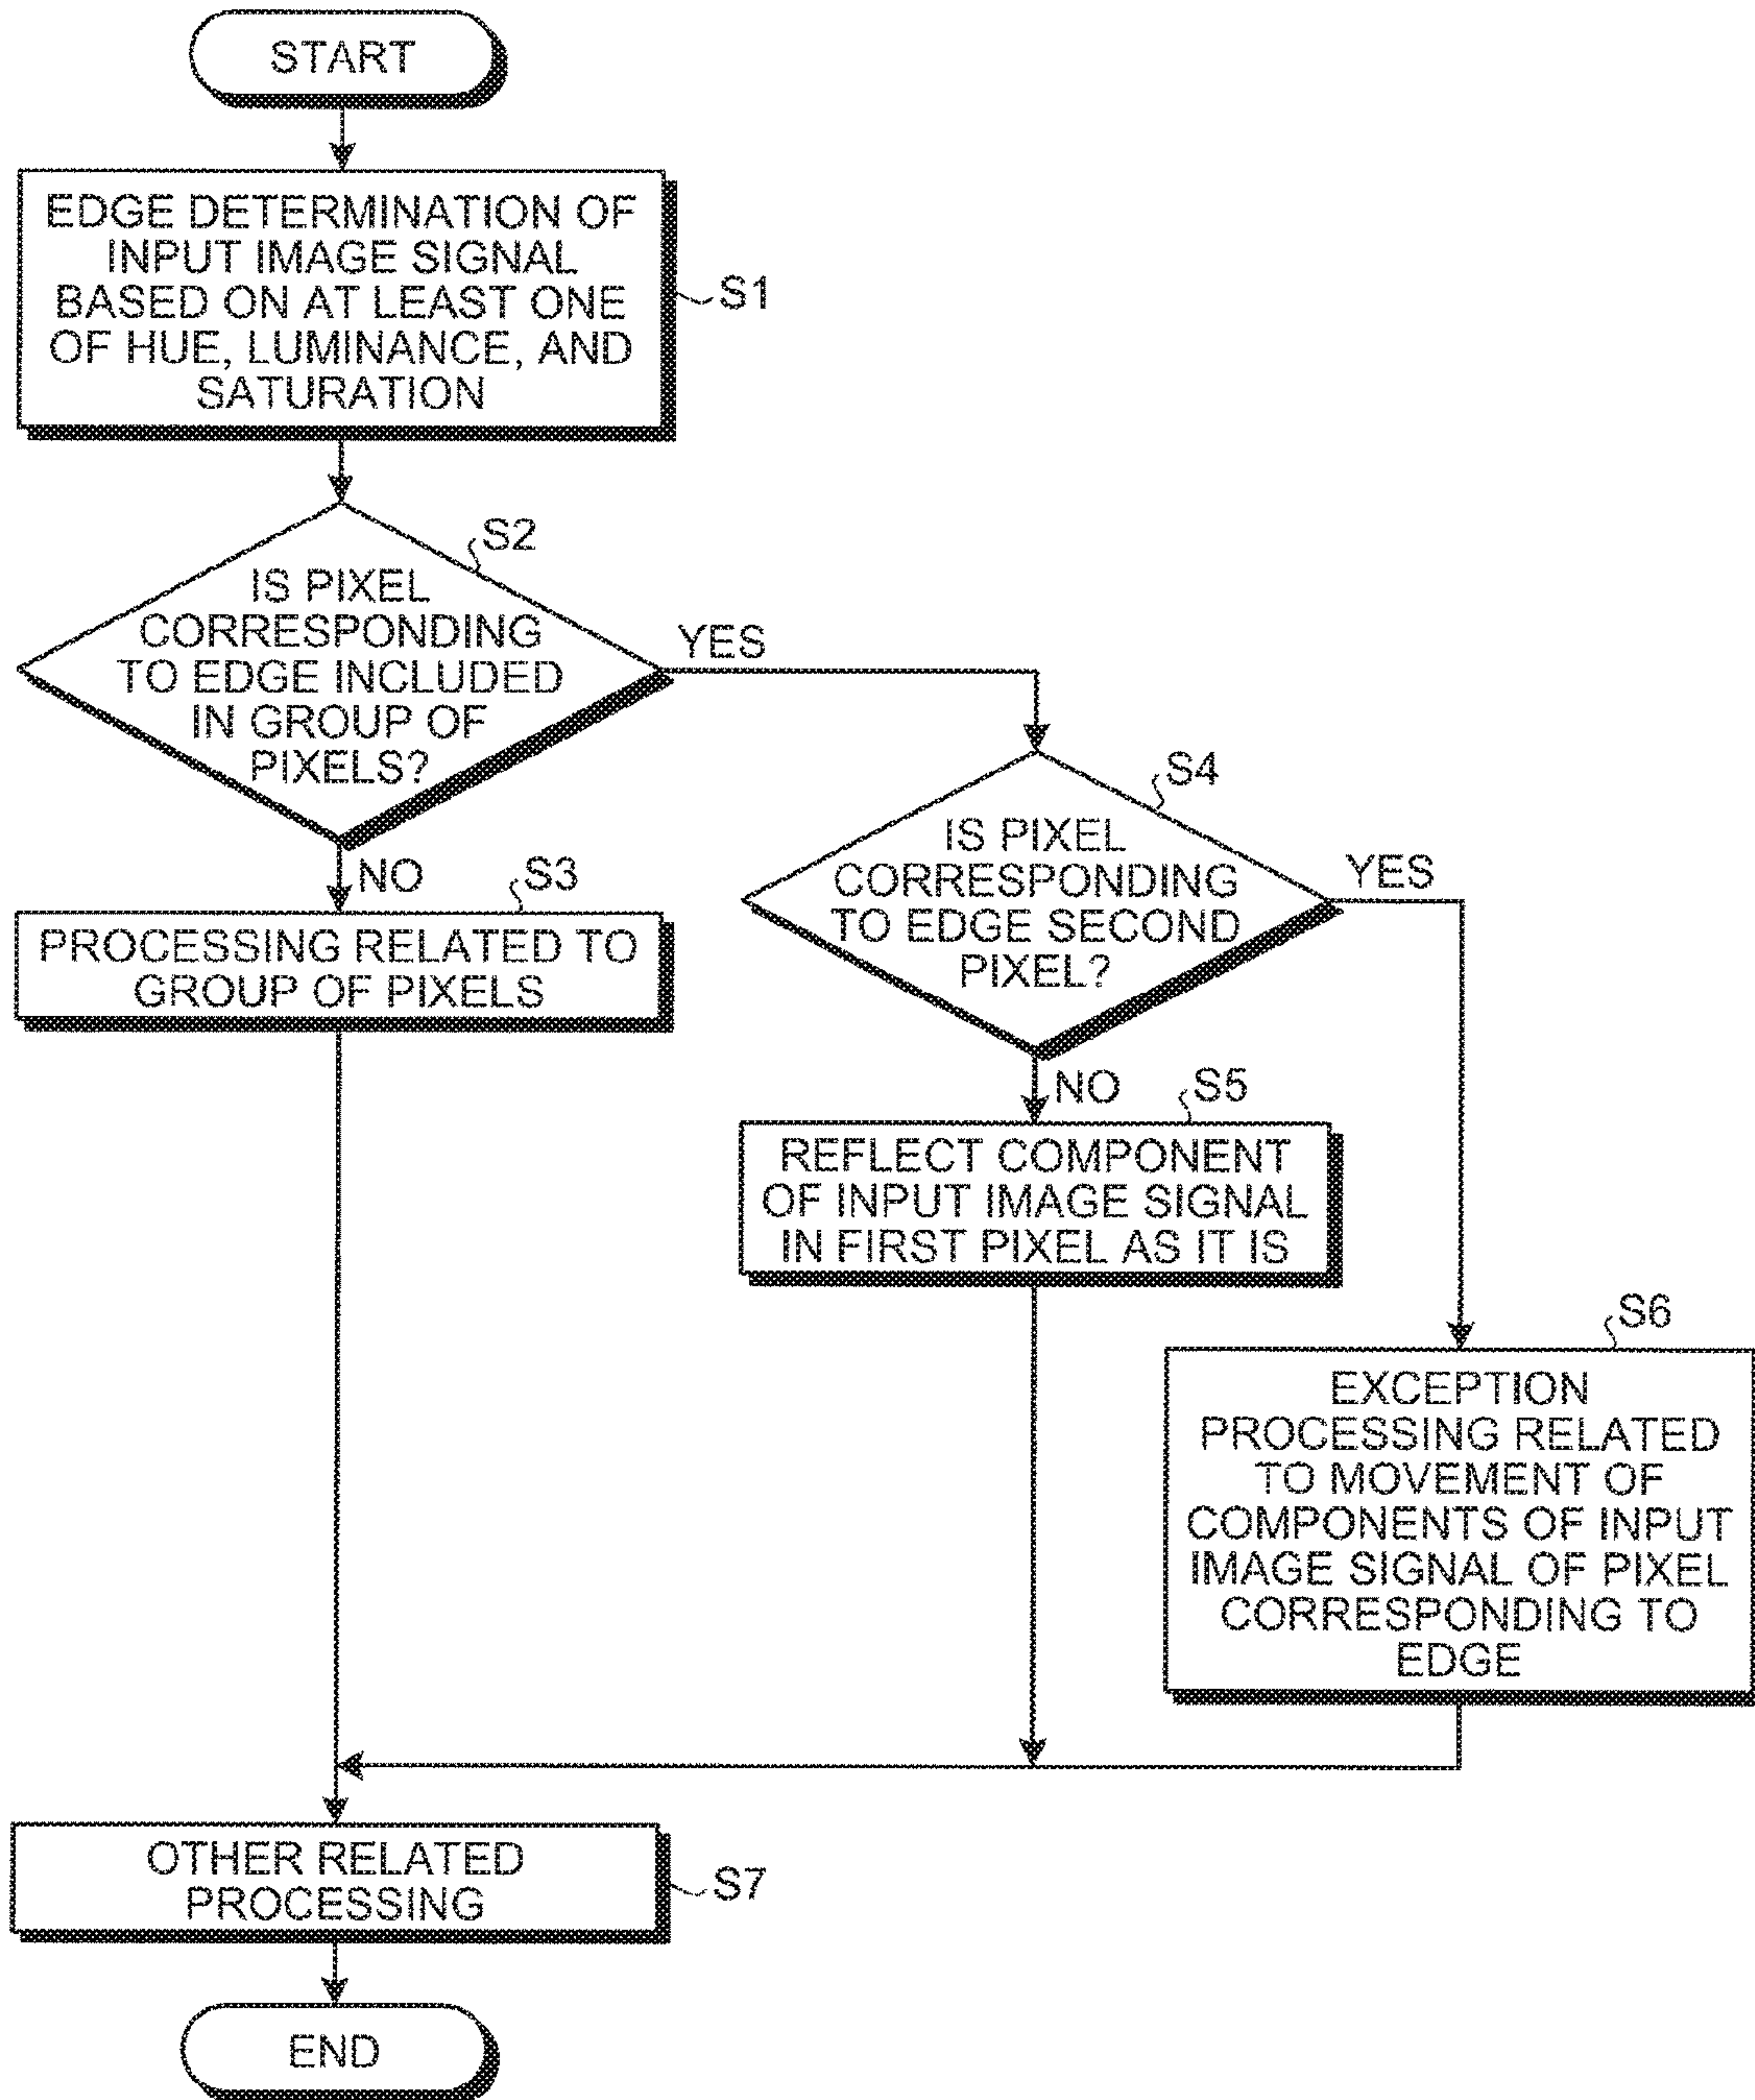 START
EDGE DETERMINATION OF
INPUT IMAGE SIGNAL
BASED ON AT LEAST ONE
OF HUE, LUMINANCE, AND
SATURATION
S1
S2
IS PIXEL
CORRESPONDING
TO EDGE INCLUDED
IN GROUP OF
PIXELS?
YES
NO
S3
PROCESSING RELATED TO
GROUP OF PIXELS
S4
IS PIXEL
CORRESPONDING
TO EDGE SECOND
PIXEL?
YES
NO
S5
REFLECT COMPONENT
OF INPUT IMAGE SIGNAL
IN FIRST PIXEL AS IT IS
S6
EXCEPTION
PROCESSING RELATED
TO MOVEMENT OF
COMPONENTS OF INPUT
IMAGE SIGNAL OF PIXEL
CORRESPONDING TO
EDGE
OTHER RELATED
PROCESSING
S7
END